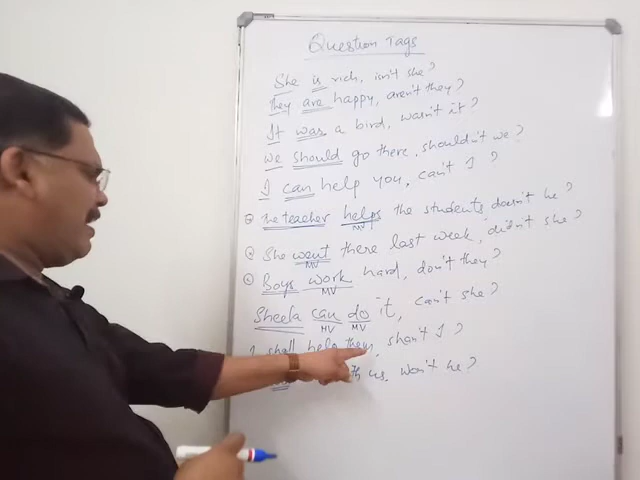 Question Tags
She is rich, isn't she?
they are happy, aren't they?
It was a bird, wasn't it?
we should go there, shouldn't we?
I can help you, can't I ?
(a) The teacher helps the students, doesn't he?
MV
(b) She went there last week, didn't she?
MV
(c) Boys work hard, don't they?
MV
Sheela can do it, can't she?
HV MV
I shall help them, shan't I ?
us, won't he?